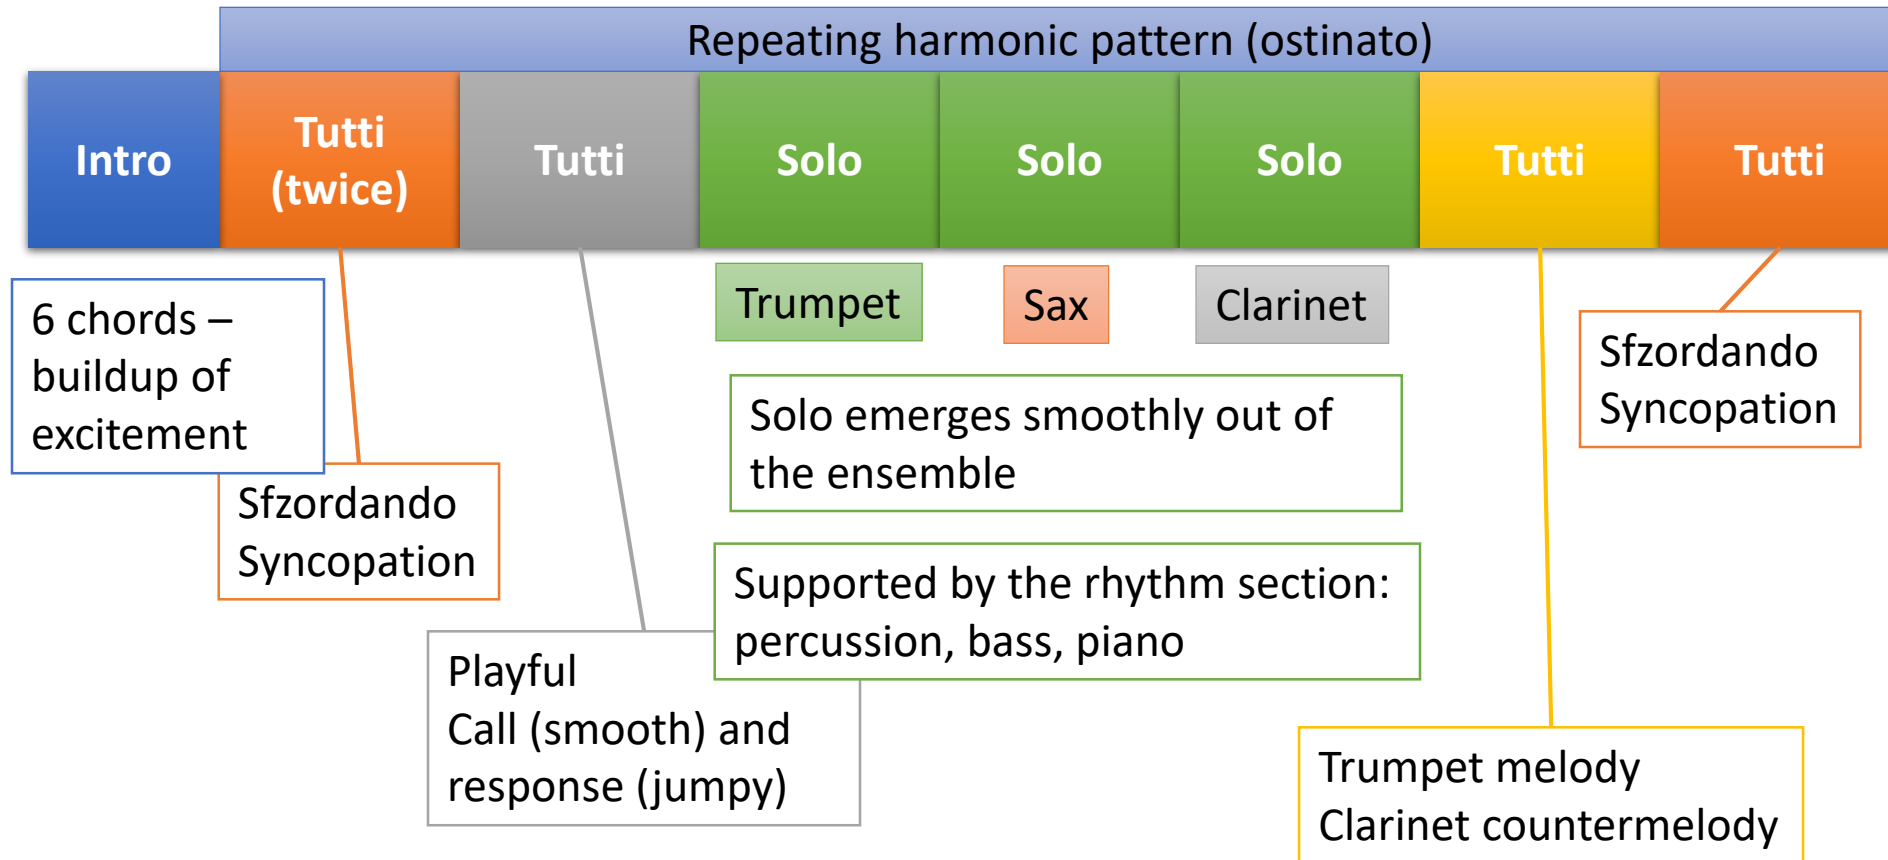 Repeating harmonic pattern (ostinato)
Intro
Tutti
(twice)
Tutti
Solo
Solo
Solo
Tutti
Tutti
Trumpet
Sax
Clarinet
6 chords –
buildup of
excitement
Sfzordando
Syncopation
Playful
Call (smooth) and
response (jumpy)
Solo emerges smoothly out of
the ensemble
Supported by the rhythm section:
percussion, bass, piano
Trumpet melody
Clarinet countermelody
Sfzordando
Syncopation